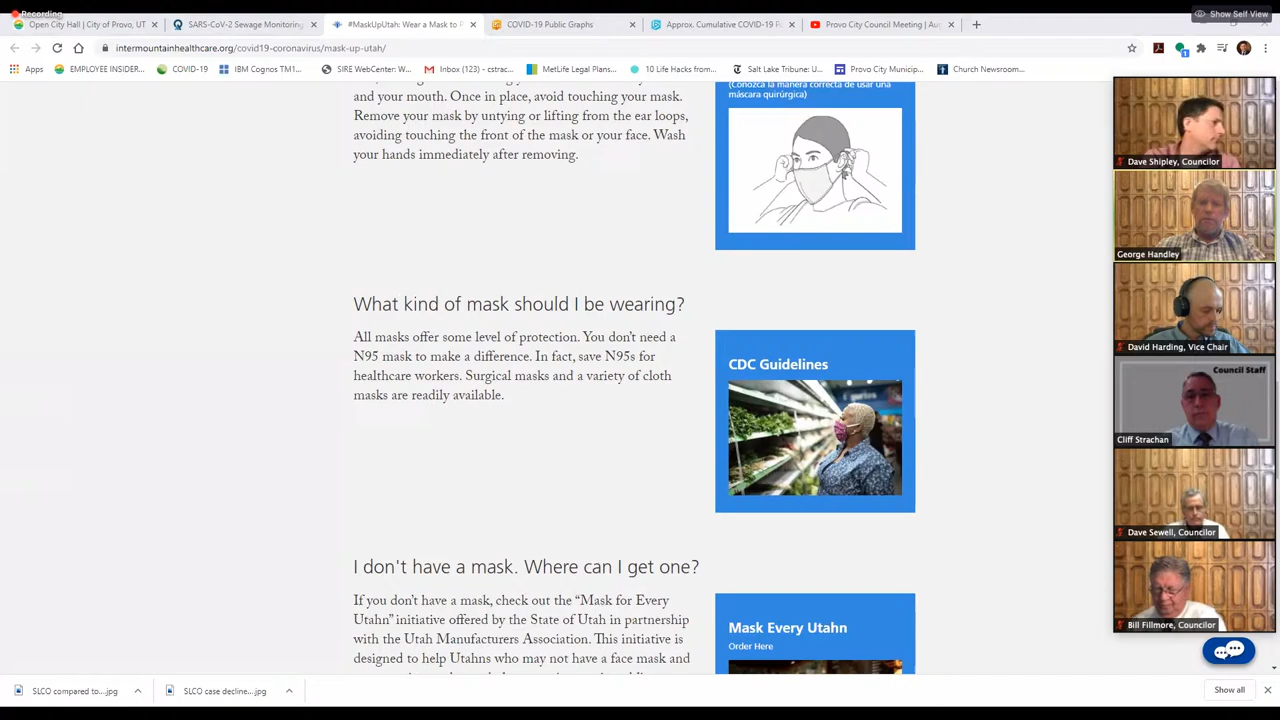 Recording
Show Self View
Open City Hall | City of Provo, UT
SARS-CoV-2 Sewage Monitoring
#MaskUpUtah: Wear a Mask to P
COVID-19 Public Graphs
Approx. Cumulative COVID-19 P
Provo City Council Meeting | Au
intermountainhealthcare.org/covid19-coronavirus/mask-up-utah/
Apps
EMPLOYEE INSIDER...
COVID-19
IBM Cognos TM1...
SIRE WebCenter: W...
Inbox (123) - cstrac...
MetLife Legal Plans...
10 Life Hacks from...
Salt Lake Tribune: U...
Provo City Municip...
Church Newsroom...
and your mouth. Once in place, avoid touching your mask.
Remove your mask by untying or lifting from the ear loops,
avoiding touching the front of the mask or your face. Wash
your hands immediately after removing.
(Conozca la manera correcta de usar una
máscara quirúrgica)
What kind of mask should I be wearing?
All masks offer some level of protection. You don't need a
N95 mask to make a difference. In fact, save N95s for
healthcare workers. Surgical masks and a variety of cloth
masks are readily available.
CDC Guidelines
I don't have a mask. Where can I get one?
If you don't have a mask, check out the “Mask for Every
Utahn” initiative offered by the State of Utah in partnership
with the Utah Manufacturers Association. This initiative is
designed to help Utahns who may not have a face mask and
Mask Every Utahn
Order Here
Dave Shipley, Councilor
George Handley
David Harding, Vice Chair
Council Staff
Cliff Strachan
Dave Sewell, Councilor
Bill Fillmore, Councilor
SLCO compared to....jpg
SLCO case decline....jpg
Show all